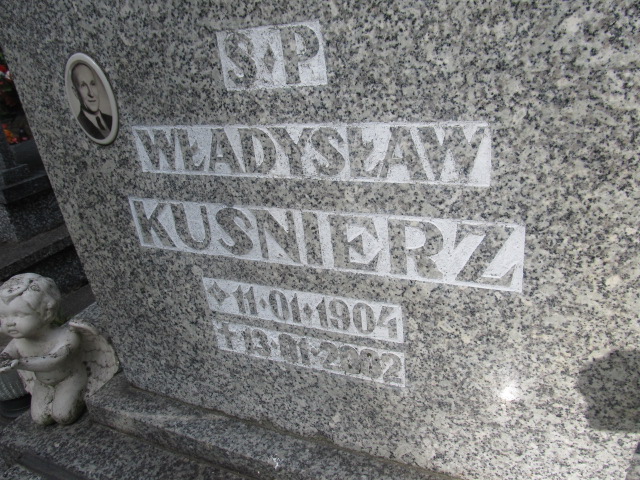 S.P
WŁADYSŁAW
KUSNIERZ
* 11.01.1904
† 13.01.2002